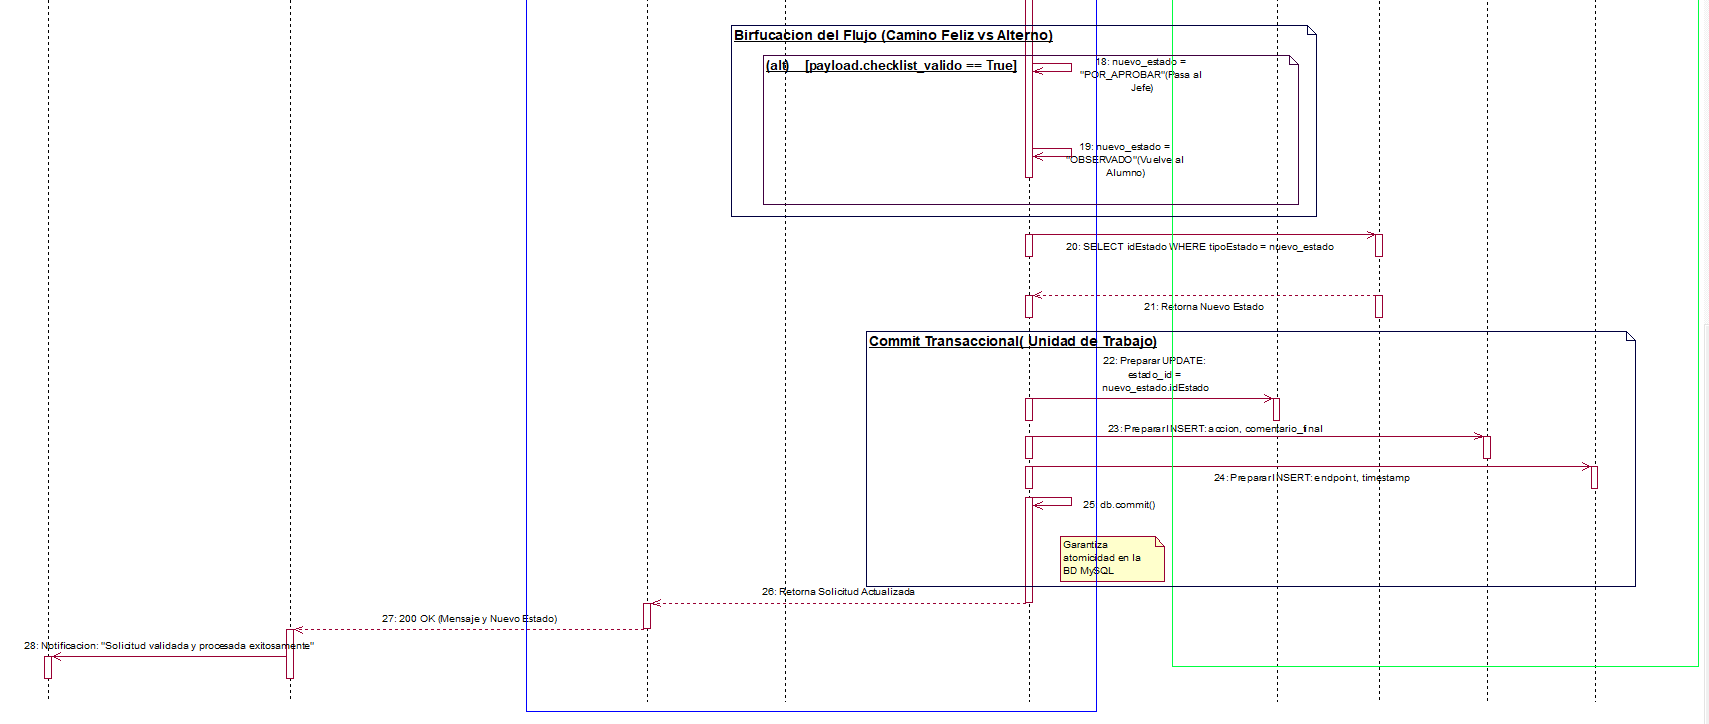 Birfucacion del Flujo (Camino Feliz vs Alterno)
(alt) [payload.checklist_valido == True]
18: nuevo_estado =
"POR_APROBAR"(Pasa al
Jefe)
19: nuevo_estado =
"OBSERVADO"(Vuelve al
Alumno)
20: SELECT idEstado WHERE tipoEstado = nuevo_estado
21: Retorna Nuevo Estado
Commit Transaccional( Unidad de Trabajo)
22: Preparar UPDATE:
estado_id =
nuevo_estado.idEstado
23: Preparar INSERT: accion, comentario_final
24: Preparar INSERT: endpoint, timestamp
25: db.commit()
Garantiza
atomicidad en la
BD MySQL
26: Retorna Solicitud Actualizada
27: 200 OK (Mensaje y Nuevo Estado)
28: Notificacion: "Solicitud validada y procesada exitosamente"